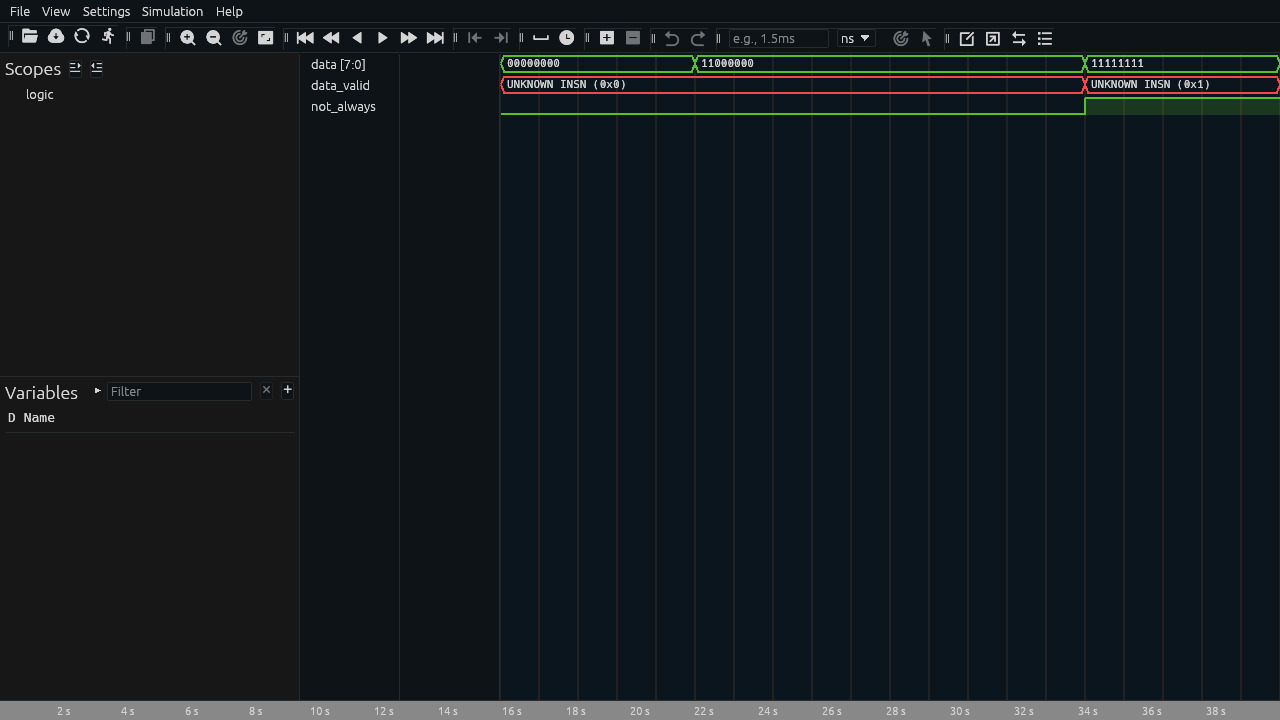 File View Settings Simulation Help
e.g., 1.5ms ns
Scopes
logic
data [7:0] 00000000 11000000 11111111
data_valid UNKNOWN INSN (0x0) UNKNOWN INSN (0x1)
not_always
Variables Filter
D Name
2 s 4 s 6 s 8 s 10 s 12 s 14 s 16 s 18 s 20 s 22 s 24 s 26 s 28 s 30 s 32 s 34 s 36 s 38 s